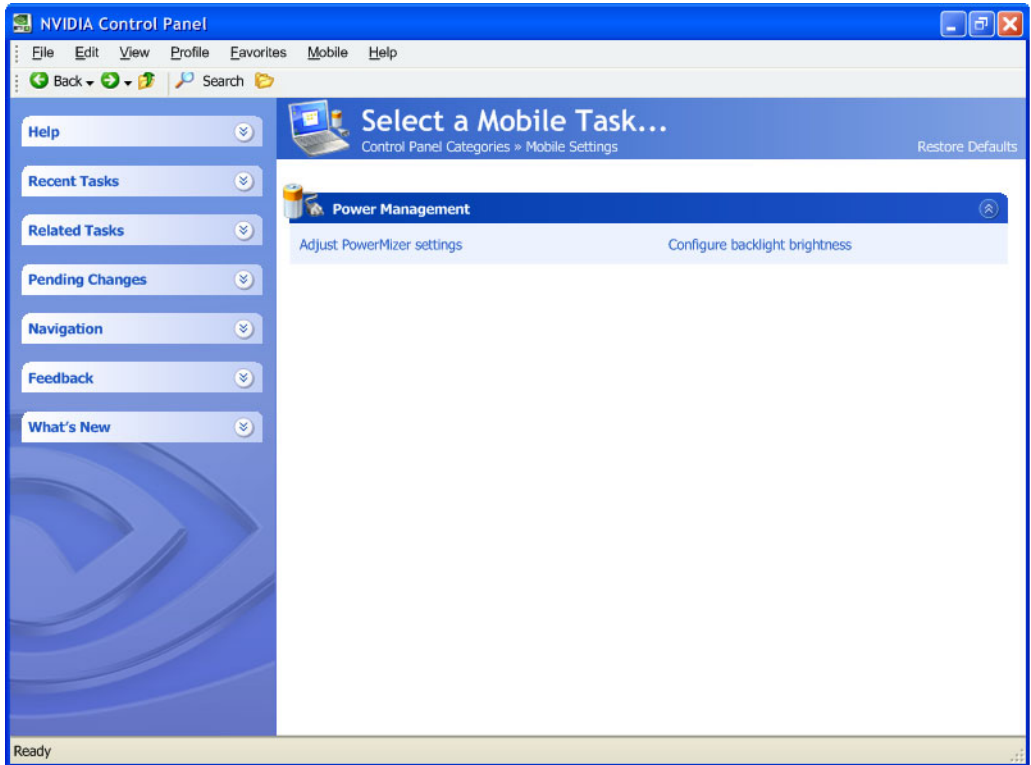 NVIDIA Control Panel
File Edit View Profile Favorites Mobile Help
Back Search
Help
Recent Tasks
Related Tasks
Pending Changes
Navigation
Feedback
What's New
Select a Mobile Task...
Control Panel Categories » Mobile Settings
Restore Defaults
Power Management
Adjust PowerMizer settings
Configure backlight brightness
Ready